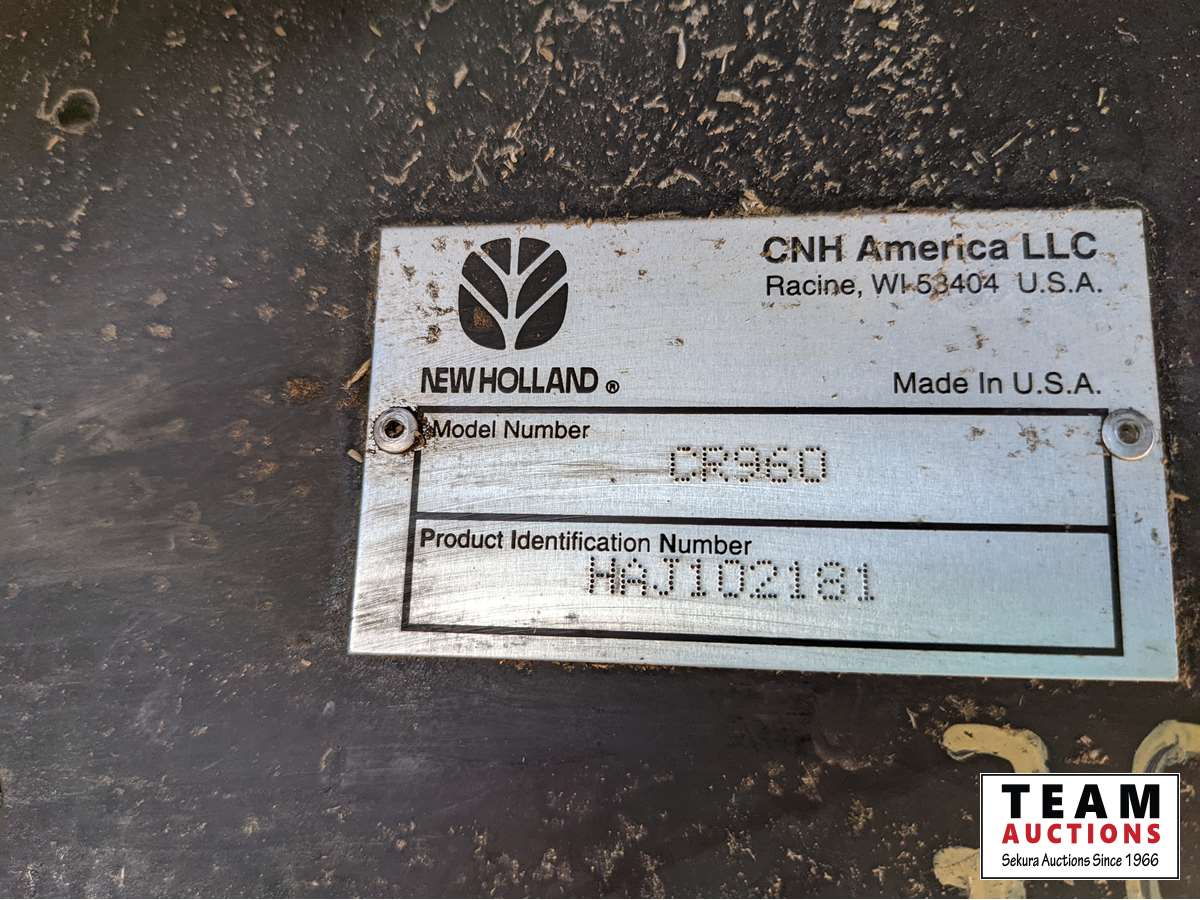 CNH America LLC
Racine, WI 53404 U.S.A.
NEW HOLLAND ®
Made In U.S.A.
Model Number
CR960
Product Identification Number
HAJ102181
TEAM
AUCTIONS
Sekura Auctions Since 1966